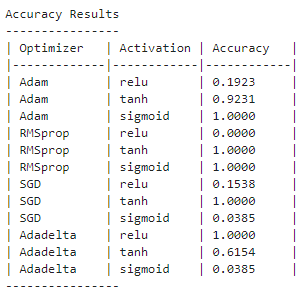 Accuracy Results
----------------
| Optimizer | Activation | Accuracy |
|-----------|------------|----------|
| Adam | relu | 0.1923 |
| Adam | tanh | 0.9231 |
| Adam | sigmoid | 1.0000 |
| RMSprop | relu | 0.0000 |
| RMSprop | tanh | 1.0000 |
| RMSprop | sigmoid | 1.0000 |
| SGD | relu | 0.1538 |
| SGD | tanh | 1.0000 |
| SGD | sigmoid | 0.0385 |
| Adadelta | relu | 1.0000 |
| Adadelta | tanh | 0.6154 |
| Adadelta | sigmoid | 0.0385 |
----------------